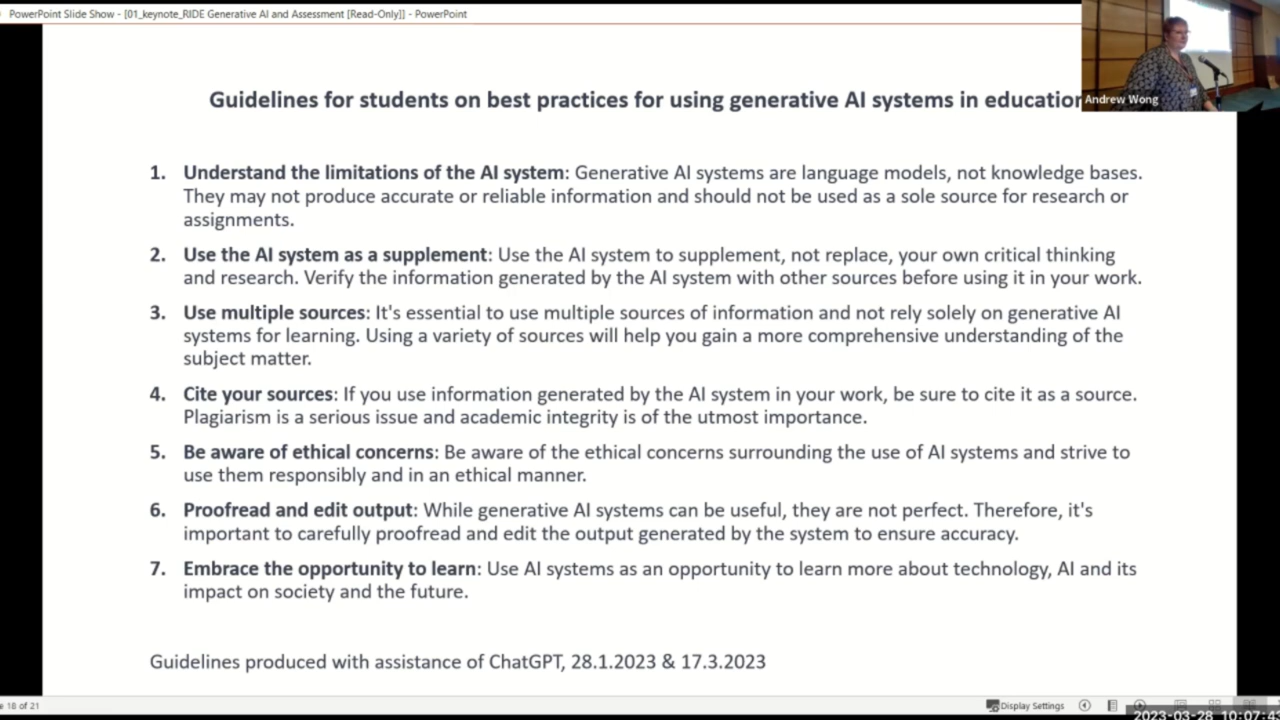 PowerPoint Slide Show - [01_keynote_RIDE Generative AI and Assessment [Read-Only]] - PowerPoint
Guidelines for students on best practices for using generative AI systems in education
Andrew Wong
1. Understand the limitations of the AI system: Generative AI systems are language models, not knowledge bases.
They may not produce accurate or reliable information and should not be used as a sole source for research or
assignments.
2. Use the AI system as a supplement: Use the AI system to supplement, not replace, your own critical thinking
and research. Verify the information generated by the AI system with other sources before using it in your work.
3. Use multiple sources: It's essential to use multiple sources of information and not rely solely on generative AI
systems for learning. Using a variety of sources will help you gain a more comprehensive understanding of the
subject matter.
4. Cite your sources: If you use information generated by the AI system in your work, be sure to cite it as a source.
Plagiarism is a serious issue and academic integrity is of the utmost importance.
5. Be aware of ethical concerns: Be aware of the ethical concerns surrounding the use of AI systems and strive to
use them responsibly and in an ethical manner.
6. Proofread and edit output: While generative AI systems can be useful, they are not perfect. Therefore, it's
important to carefully proofread and edit the output generated by the system to ensure accuracy.
7. Embrace the opportunity to learn: Use AI systems as an opportunity to learn more about technology, AI and its
impact on society and the future.
Guidelines produced with assistance of ChatGPT, 28.1.2023 & 17.3.2023
e 18 of 21
Display Settings
2023-03-28 10:07:4